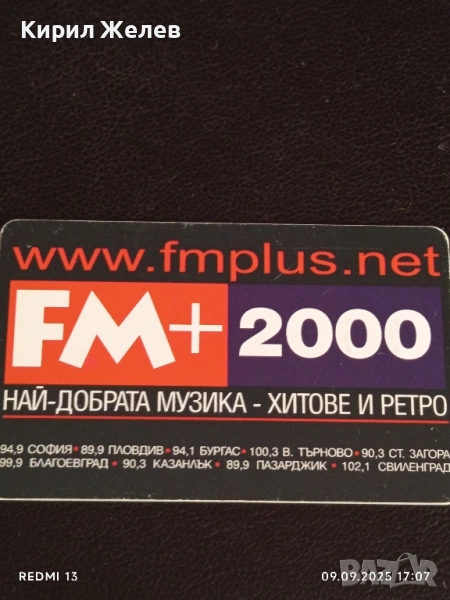 Кирил Желев
www.fmplus.net
FM+ 2000
НАЙ-ДОБРАТА МУЗИКА - ХИТОВЕ И РЕТРО
94,9 СОФИЯ • 89,9 ПЛОВДИВ • 94,1 БУРГАС • 100,3 В. ТЪРНОВО • 90,3 СТ. ЗАГОРА
99,9 БЛАГОЕВГРАД • 90,3 КАЗАНЛЪК • 89,9 ПАЗАРДЖИК • 102,1 СВИЛЕНГРАД
REDMI 13
09.09.2025 17:07
BAZAR